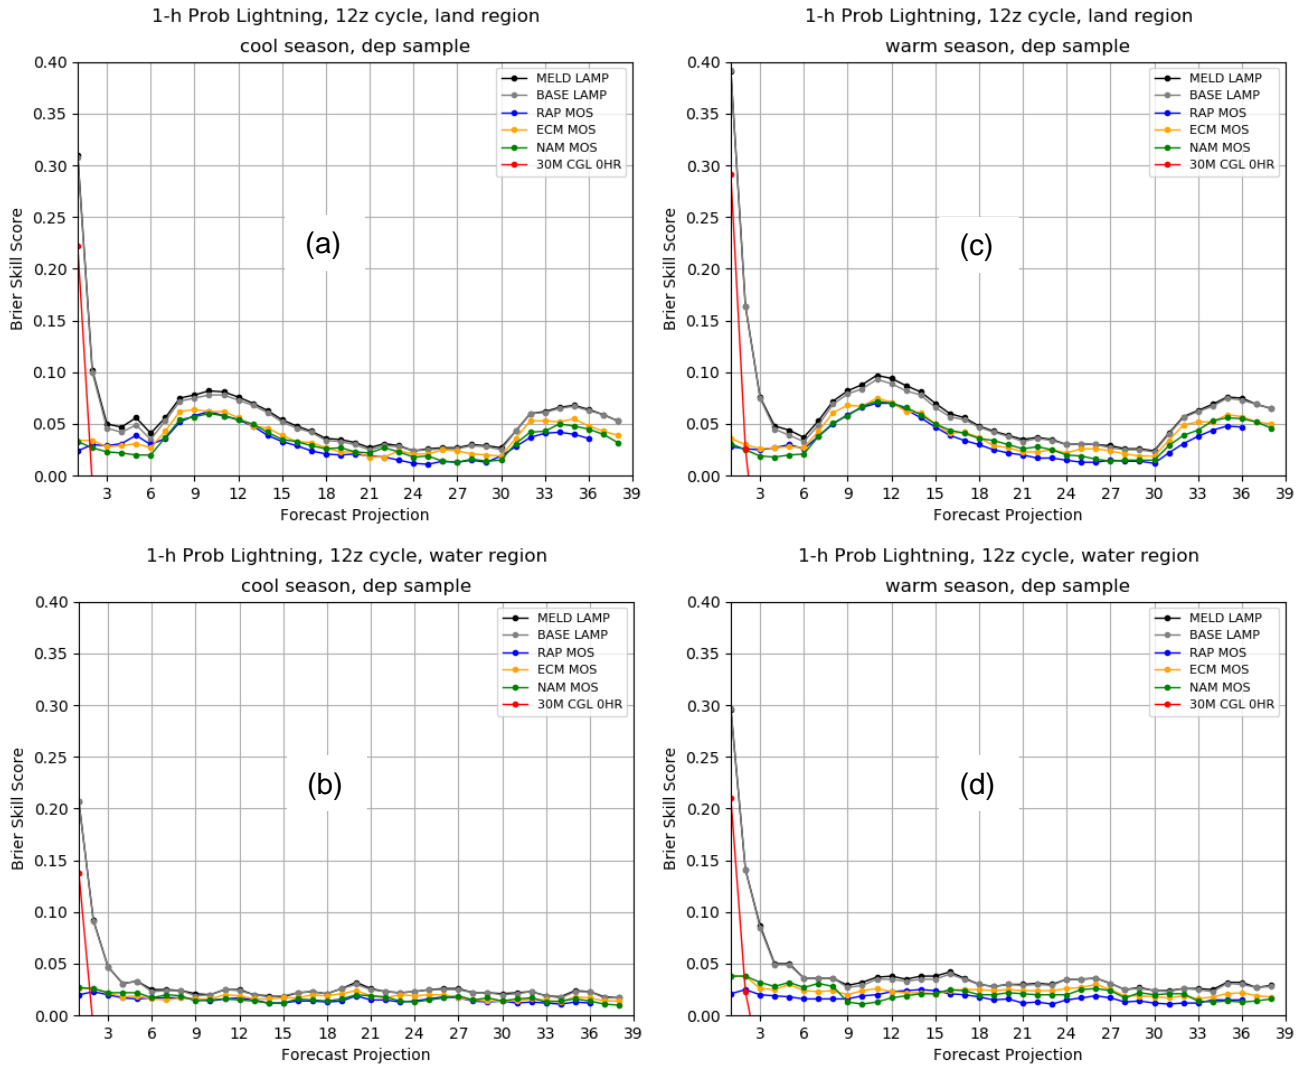 1-h Prob Lightning, 12z cycle, land region
cool season, dep sample
0.40
0.35
0.30
0.25
0.20
0.15
0.10
0.05
0.00
Brier Skill Score
MELD LAMP
BASE LAMP
RAP MOS
ECM MOS
NAM MOS
30M CGL 0HR
(a)
3 6 9 12 15 18 21 24 27 30 33 36 39
Forecast Projection
1-h Prob Lightning, 12z cycle, land region
warm season, dep sample
0.40
0.35
0.30
0.25
0.20
0.15
0.10
0.05
0.00
Brier Skill Score
MELD LAMP
BASE LAMP
RAP MOS
ECM MOS
NAM MOS
30M CGL 0HR
(c)
3 6 9 12 15 18 21 24 27 30 33 36 39
Forecast Projection
1-h Prob Lightning, 12z cycle, water region
cool season, dep sample
0.40
0.35
0.30
0.25
0.20
0.15
0.10
0.05
0.00
Brier Skill Score
MELD LAMP
BASE LAMP
RAP MOS
ECM MOS
NAM MOS
30M CGL 0HR
(b)
3 6 9 12 15 18 21 24 27 30 33 36 39
Forecast Projection
1-h Prob Lightning, 12z cycle, water region
warm season, dep sample
0.40
0.35
0.30
0.25
0.20
0.15
0.10
0.05
0.00
Brier Skill Score
MELD LAMP
BASE LAMP
RAP MOS
ECM MOS
NAM MOS
30M CGL 0HR
(d)
3 6 9 12 15 18 21 24 27 30 33 36 39
Forecast Projection